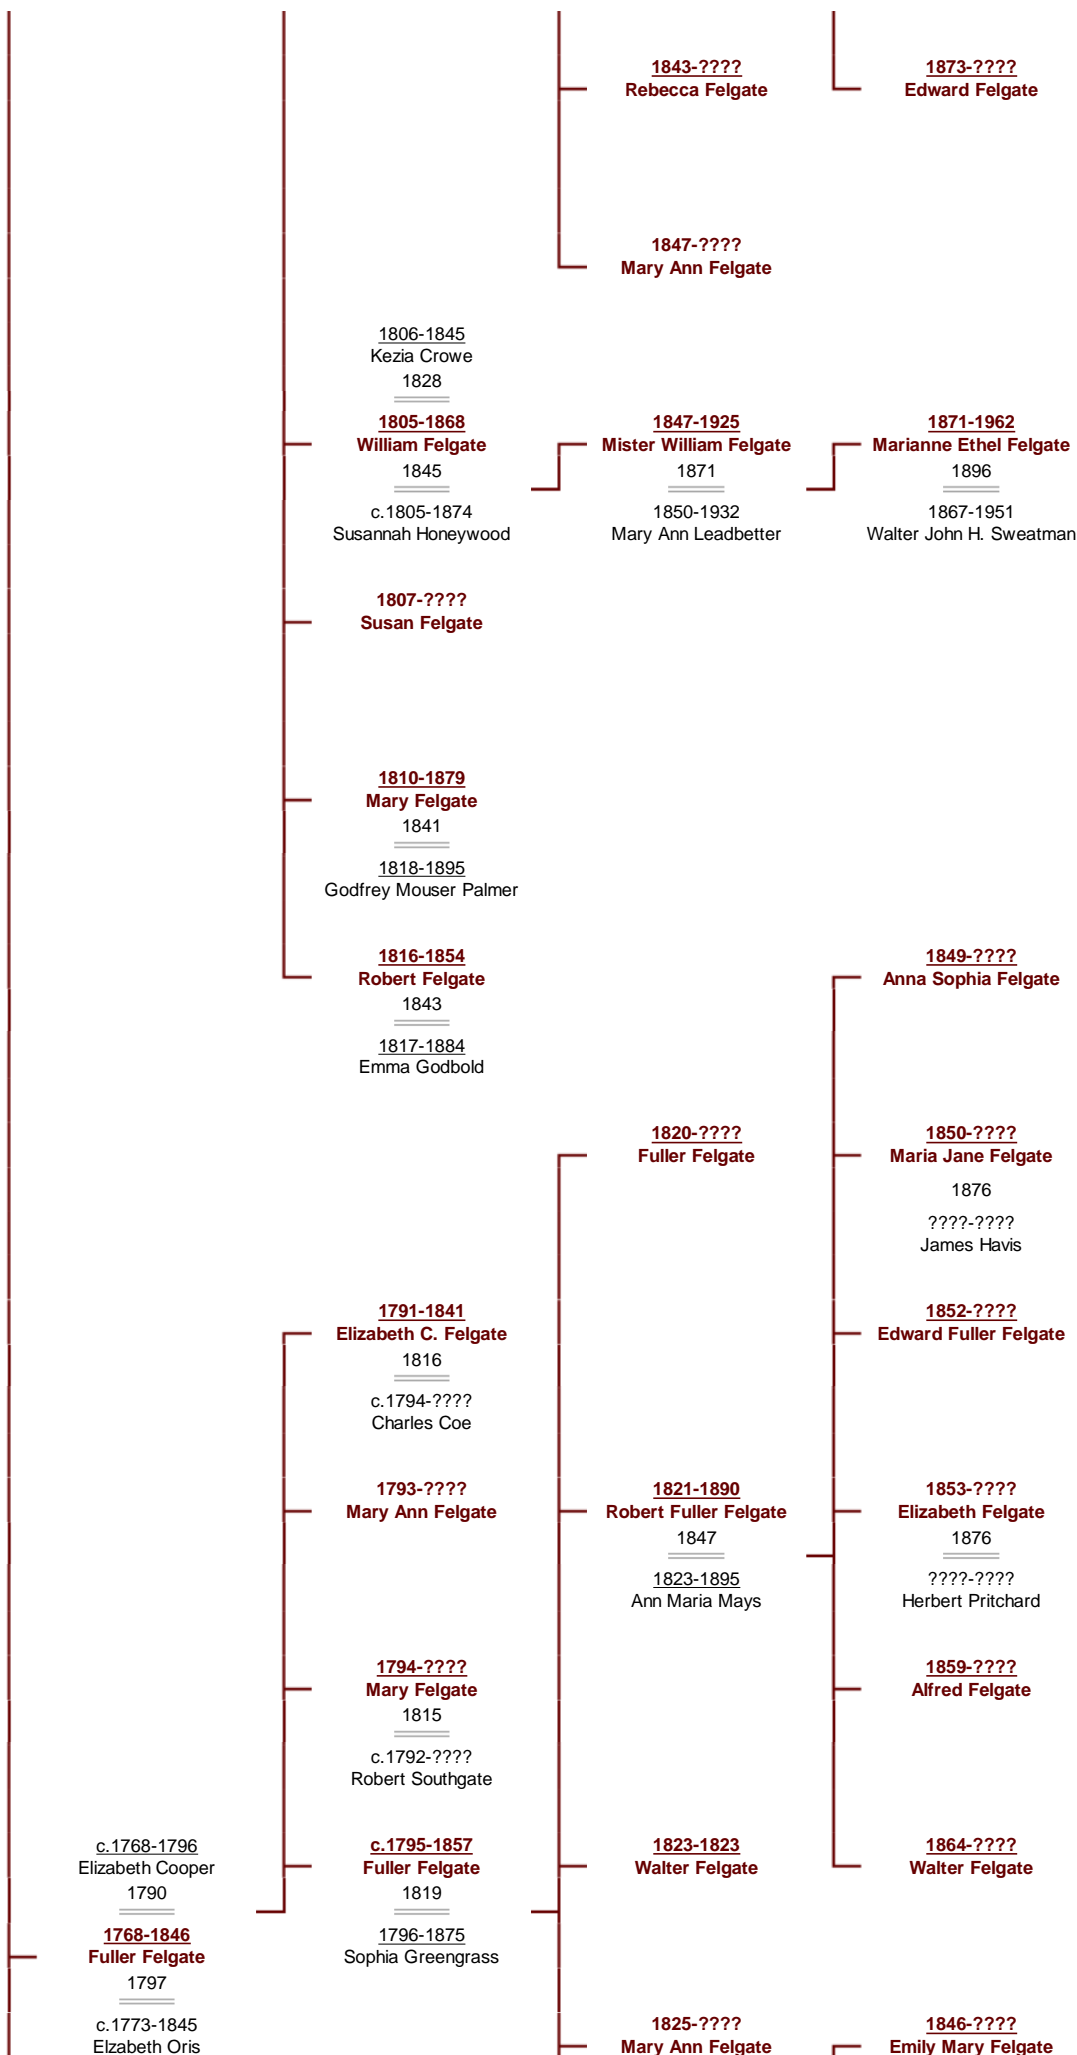 1843-????
Rebecca Felgate
1873-????
Edward Felgate
1847-????
Mary Ann Felgate
1806-1845
Kezia Crowe
1828
1805-1868
William Felgate
1845
c.1805-1874
Susannah Honeywood
1847-1925
Mister William Felgate
1871
1850-1932
Mary Ann Leadbetter
1871-1962
Marianne Ethel Felgate
1896
1867-1951
Walter John H. Sweatman
1807-????
Susan Felgate
1810-1879
Mary Felgate
1841
1818-1895
Godfrey Mouser Palmer
1816-1854
Robert Felgate
1843
1817-1884
Emma Godbold
1849-????
Anna Sophia Felgate
1820-????
Fuller Felgate
1850-????
Maria Jane Felgate
1876
????-????
James Havis
1791-1841
Elizabeth C. Felgate
1816
c.1794-????
Charles Coe
1852-????
Edward Fuller Felgate
1793-????
Mary Ann Felgate
1821-1890
Robert Fuller Felgate
1847
1823-1895
Ann Maria Mays
1853-????
Elizabeth Felgate
1876
????-????
Herbert Pritchard
1794-????
Mary Felgate
1815
c.1792-????
Robert Southgate
1859-????
Alfred Felgate
c.1768-1796
Elizabeth Cooper
1790
1768-1846
Fuller Felgate
1797
c.1773-1845
Elzabeth Oris
c.1795-1857
Fuller Felgate
1819
1796-1875
Sophia Greengrass
1823-1823
Walter Felgate
1864-????
Walter Felgate
1825-????
Mary Ann Felgate
1846-????
Emily Mary Felgate